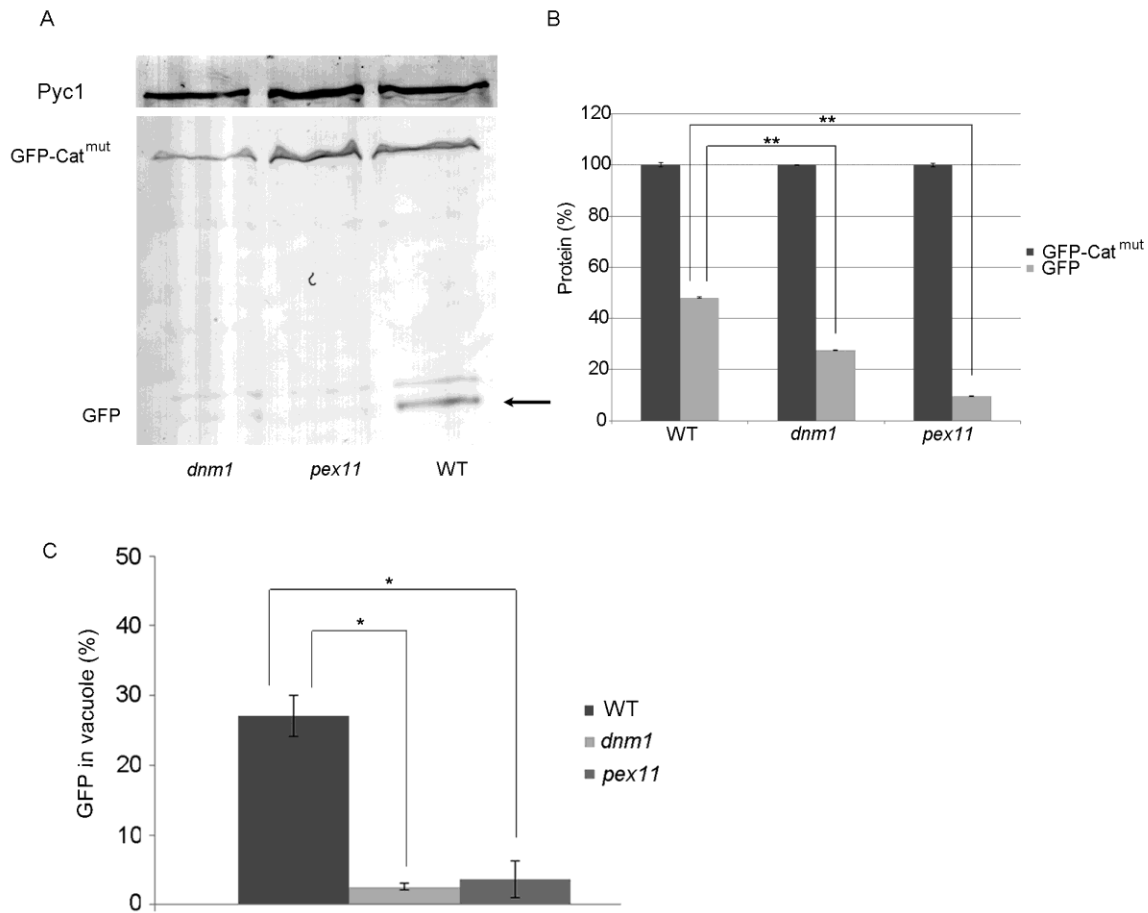 A
Pyc1
GFP-Cat^mut
GFP
dnm1 pex11 WT
B
120
100
80
60
40
20
0
Protein (%)
**
**
WT dnm1 pex11
GFP-Cat^mut
GFP
C
50
40
30
20
10
0
GFP in vacuole (%)
*
*
WT
dnm1
pex11